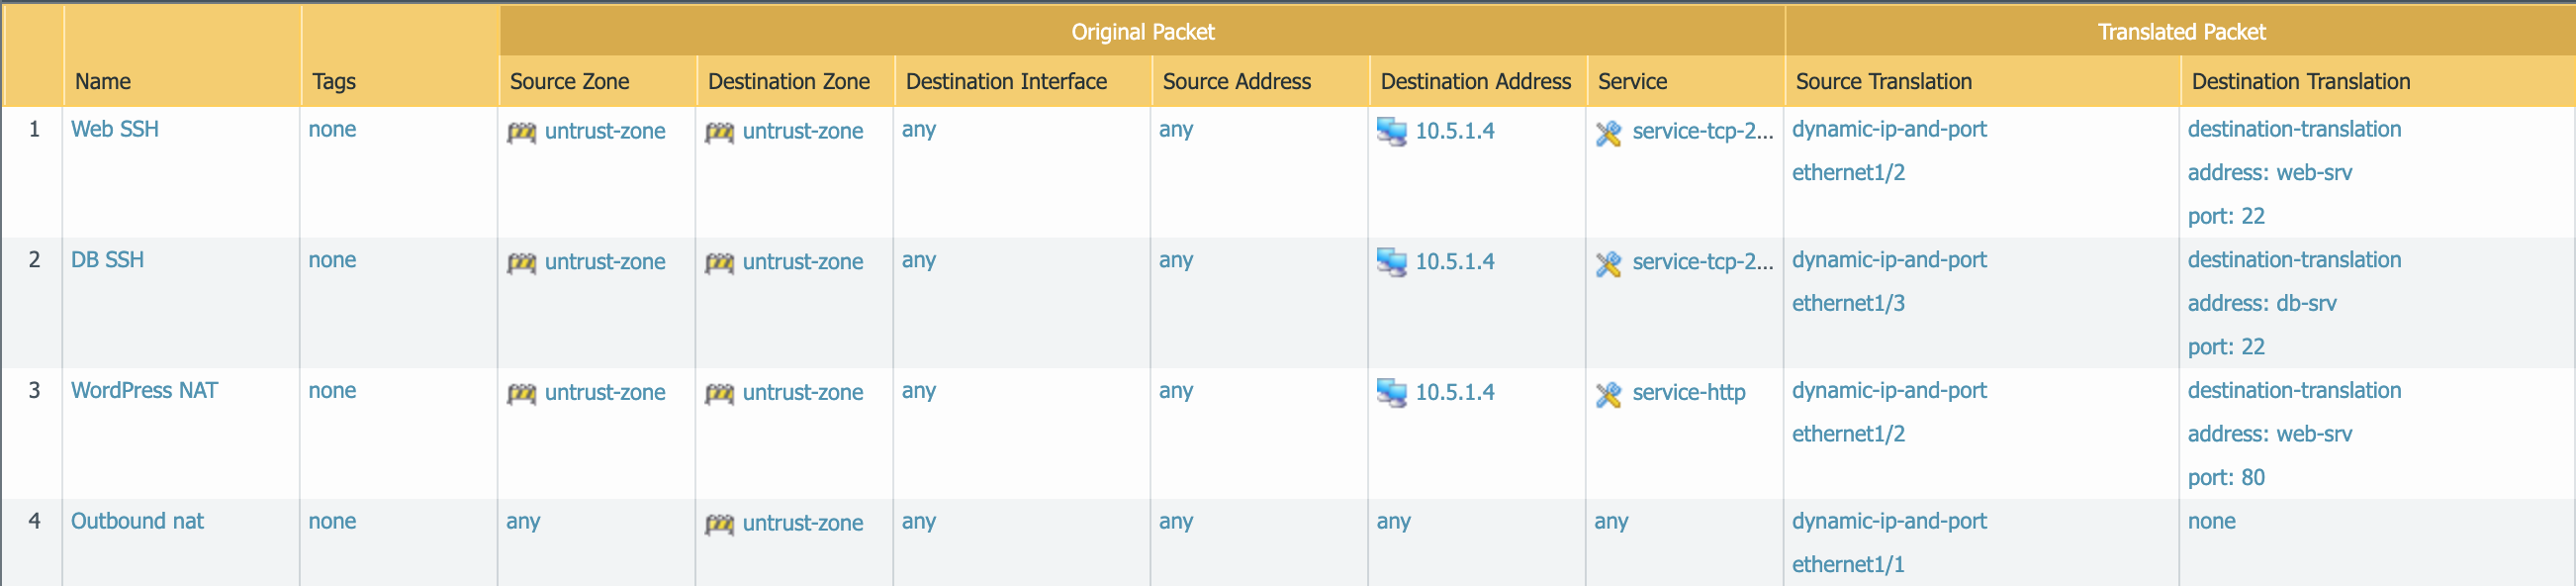 Original Packet Translated Packet
Name Tags Source Zone Destination Zone Destination Interface Source Address Destination Address Service Source Translation Destination Translation
1 Web SSH none untrust-zone untrust-zone any any 10.5.1.4 service-tcp-2... dynamic-ip-and-port destination-translation
ethernet1/2 address: web-srv
port: 22
2 DB SSH none untrust-zone untrust-zone any any 10.5.1.4 service-tcp-2... dynamic-ip-and-port destination-translation
ethernet1/3 address: db-srv
port: 22
3 WordPress NAT none untrust-zone untrust-zone any any 10.5.1.4 service-http dynamic-ip-and-port destination-translation
ethernet1/2 address: web-srv
port: 80
4 Outbound nat none any untrust-zone any any any any dynamic-ip-and-port none
ethernet1/1